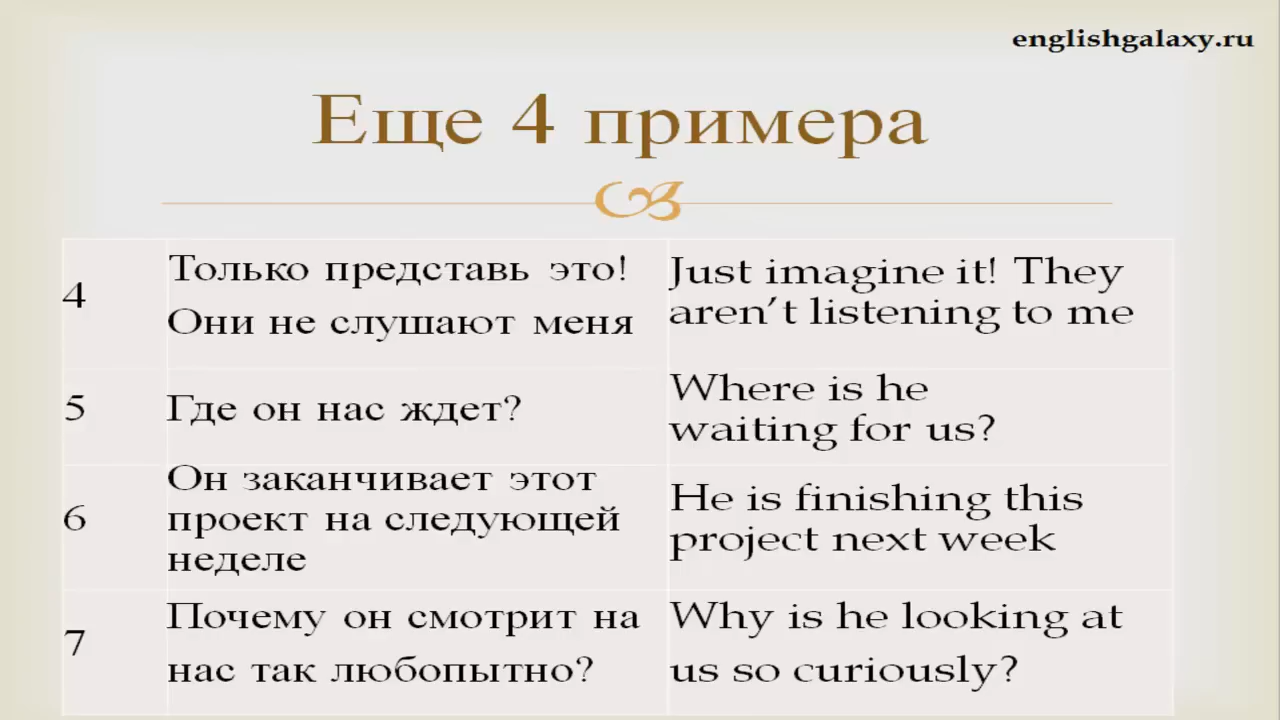 englishgalaxy.ru
Еще 4 примера
4
Только представь это!
Они не слушают меня
Just imagine it! They
aren’t listening to me
5
Где он нас ждет?
Where is he
waiting for us?
6
Он заканчивает этот
проект на следующей
неделе
He is finishing this
project next week
7
Почему он смотрит на
нас так любопытно?
Why is he looking at
us so curiously?